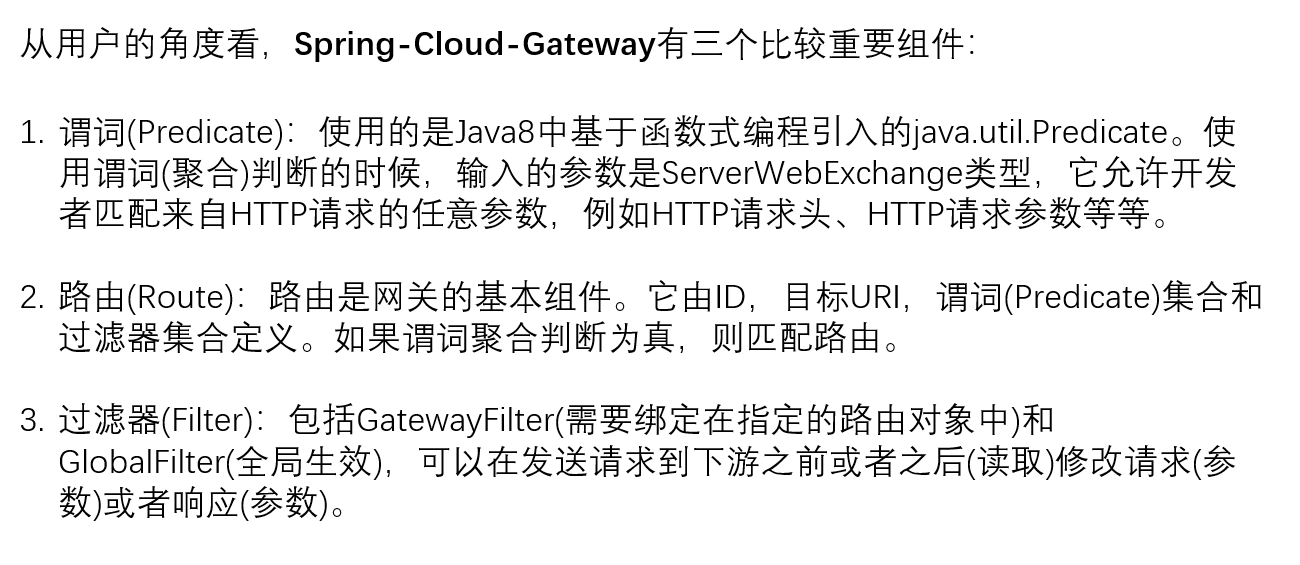 从用户的角度看，Spring-Cloud-Gateway有三个比较重要组件：
1. 谓词(Predicate)：使用的是Java8中基于函数式编程引入的java.util.Predicate。使
用谓词(聚合)判断的时候，输入的参数是ServerWebExchange类型，它允许开发
者匹配来自HTTP请求的任意参数，例如HTTP请求头、HTTP请求参数等等。
2. 路由(Route)：路由是网关的基本组件。它由ID，目标URI，谓词(Predicate)集合和
过滤器集合定义。如果谓词聚合判断为真，则匹配路由。
3. 过滤器(Filter)：包括GatewayFilter(需要绑定在指定的路由对象中)和
GlobalFilter(全局生效)，可以在发送请求到下游之前或者之后(读取)修改请求(参
数)或者响应(参数)。